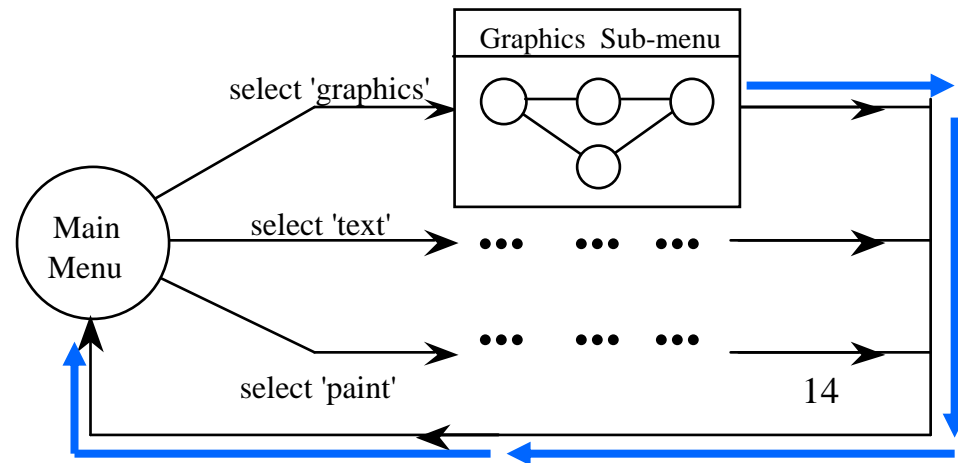 Graphics Sub-menu
select 'graphics'
Main
Menu
select 'text'
••• ••• •••
••• ••• •••
select 'paint'
14